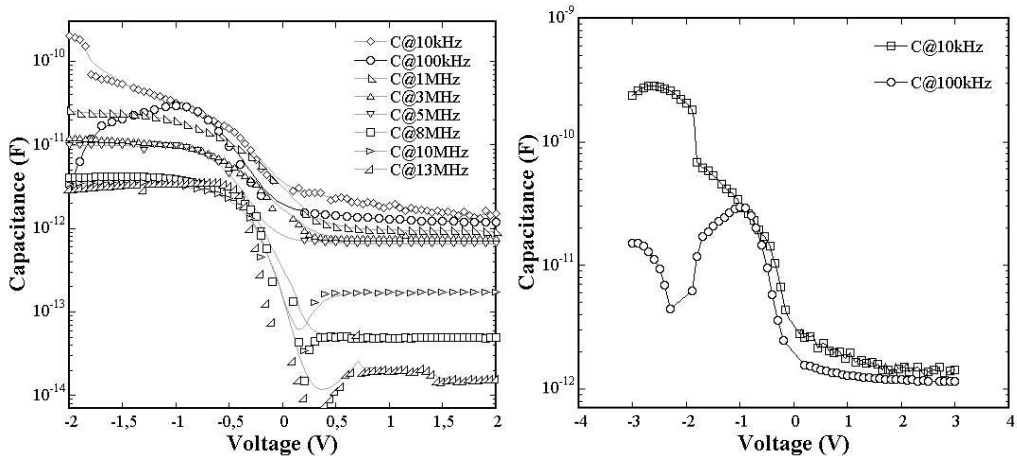 C@10kHz
C@100kHz
C@1MHz
C@3MHz
C@5MHz
C@8MHz
C@10MHz
C@13MHz
Capacitance (F)
10-10
10-11
10-12
10-13
10-14
-2 -1,5 -1 -0,5 0 0,5 1 1,5 2
Voltage (V)
C@10kHz
C@100kHz
Capacitance (F)
10-9
10-10
10-11
10-12
-4 -3 -2 -1 0 1 2 3 4
Voltage (V)